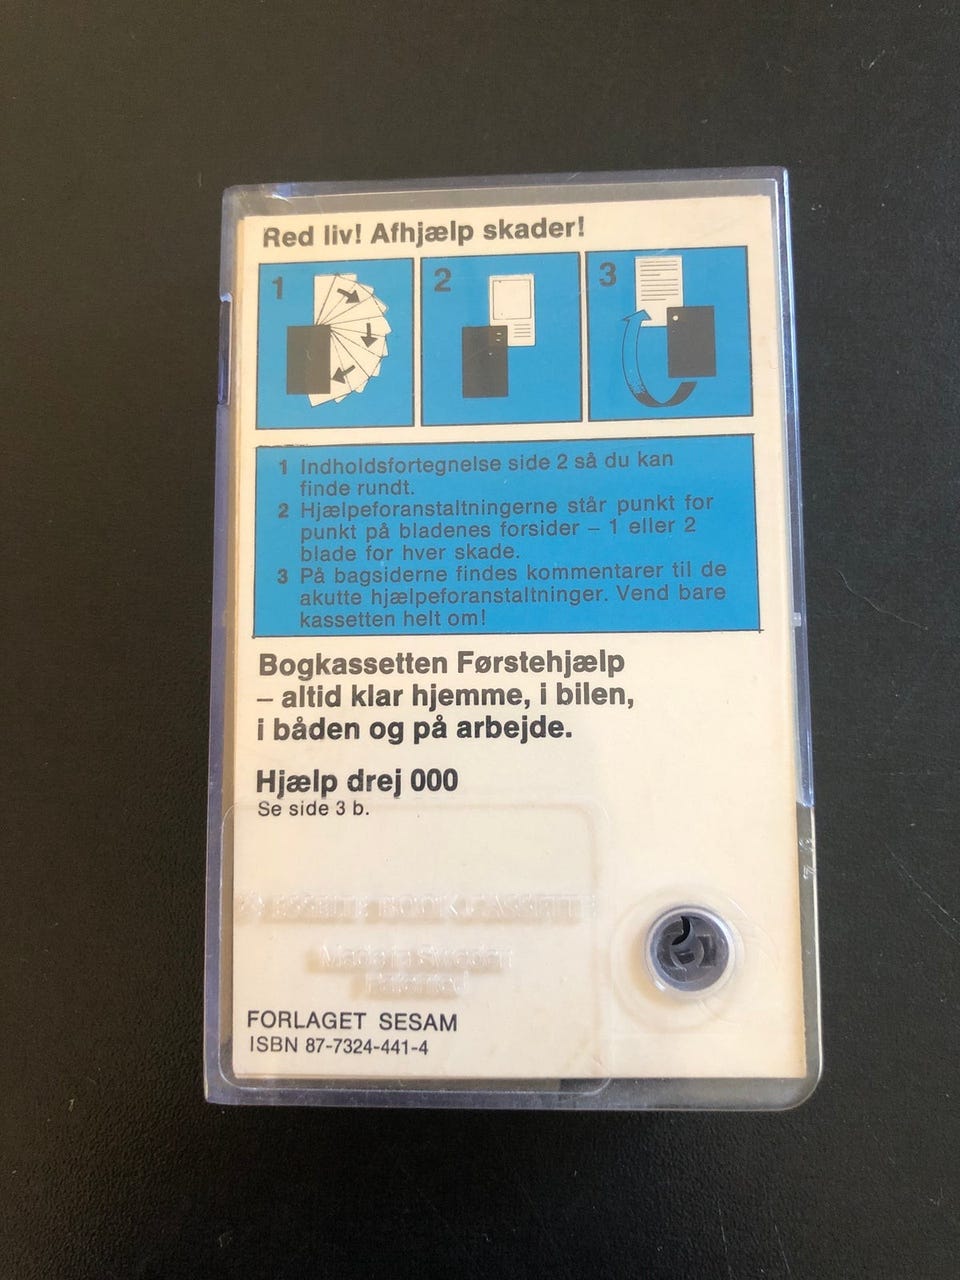 Red liv! Afhjælp skader!
1
2
3
1 Indholdsfortegnelse side 2 så du kan
finde rundt.
2 Hjælpeforanstaltningerne står punkt for
punkt på bladenes forsider – 1 eller 2
blade for hver skade.
3 På bagsiderne findes kommentarer til de
akutte hjælpeforanstaltninger. Vend bare
kassetten helt om!
Bogkassetten Førstehjælp
– altid klar hjemme, i bilen,
i båden og på arbejde.
Hjælp drej 000
Se side 3 b.
ESSELTE BOOKCASSETTE
Made in Sweden
Patented
FORLAGET SESAM
ISBN 87-7324-441-4